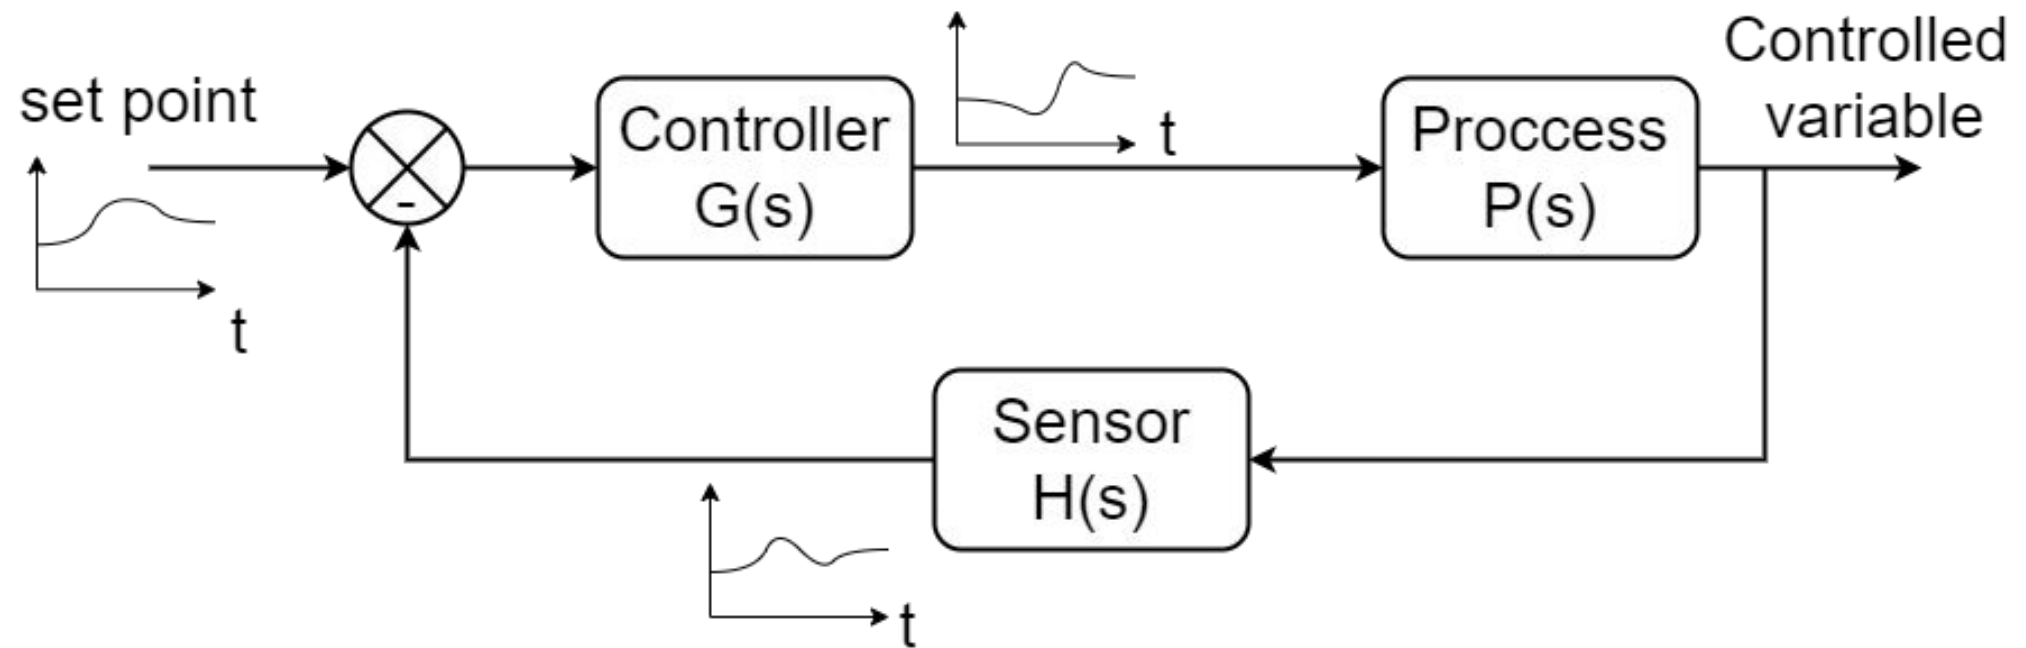 set point
t
-
Controller
G(s)
t
Proccess
P(s)
Controlled
variable
Sensor
H(s)
t